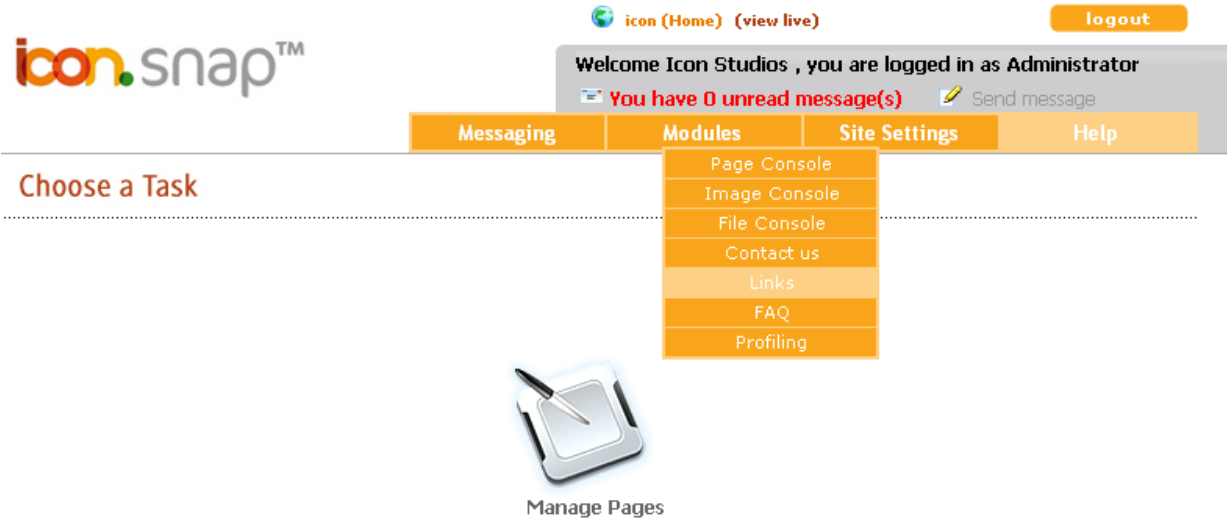 icon (Home) (view live)
logout
icon.snap™
Welcome Icon Studios , you are logged in as Administrator
You have 0 unread message(s) Send message
Messaging Modules Site Settings Help
Page Console
Choose a Task
Image Console
File Console
Contact us
Links
FAQ
Profiling
Manage Pages